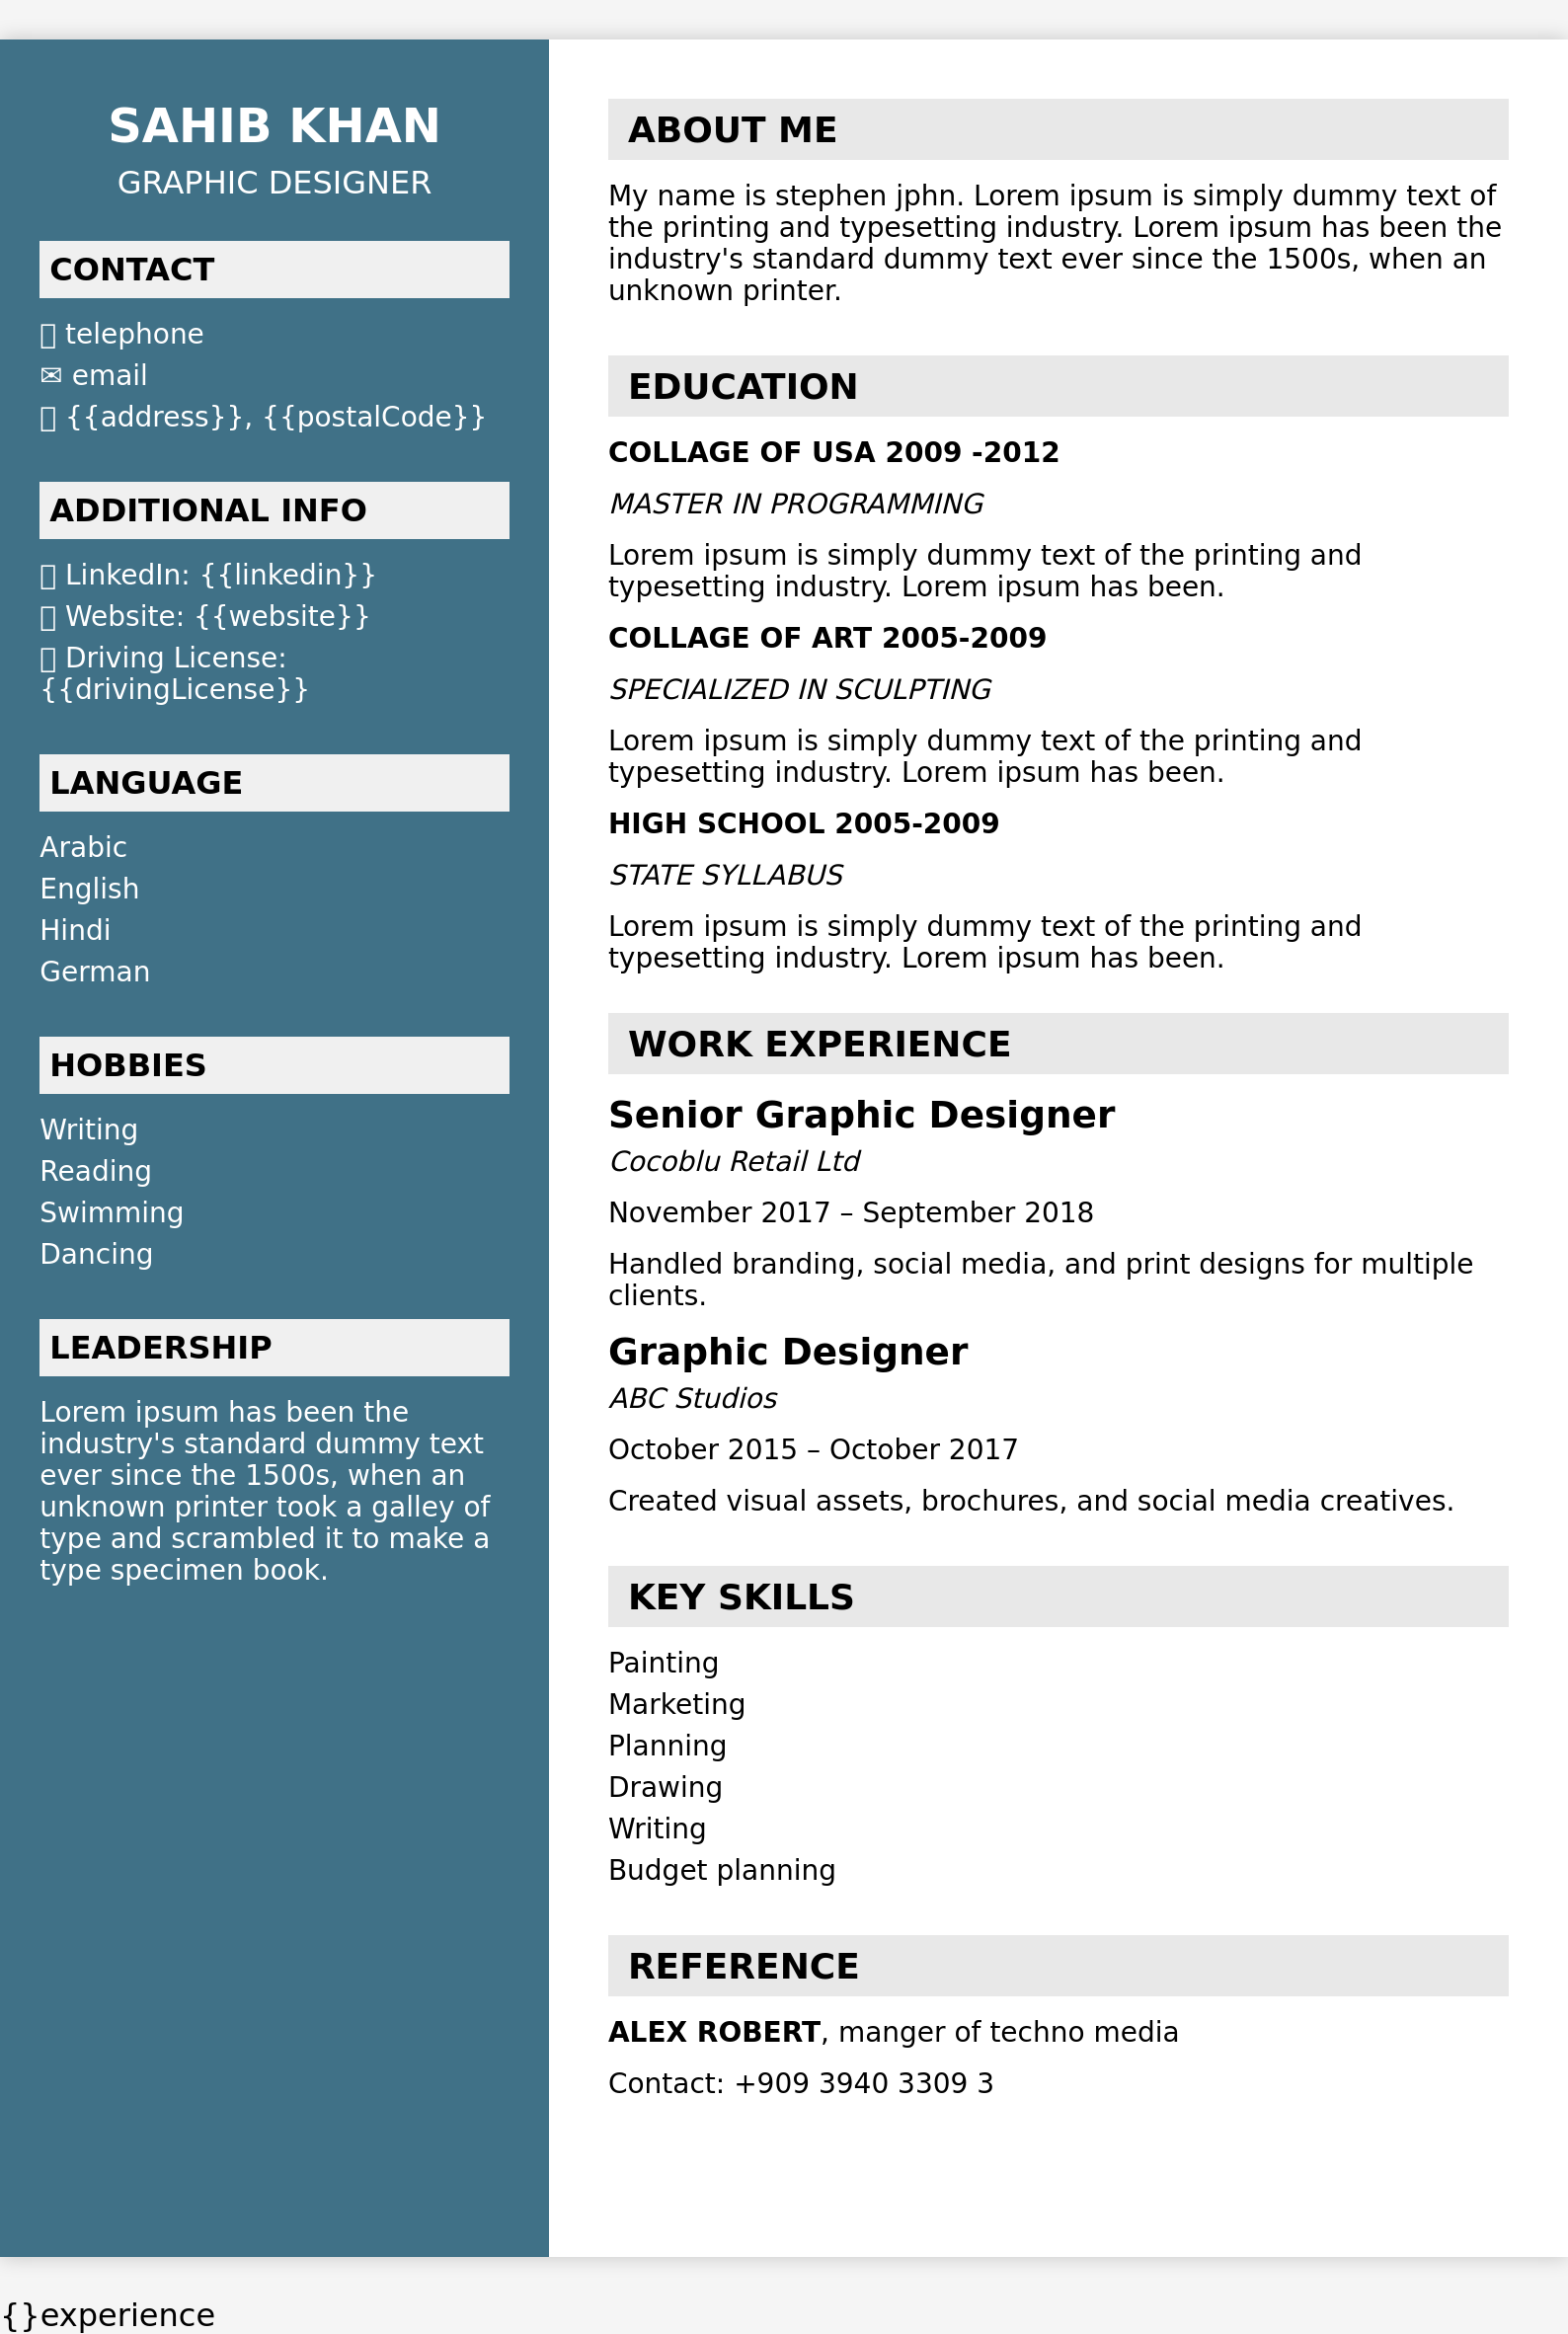 SAHIB KHAN
GRAPHIC DESIGNER
CONTACT
telephone
✉ email
{{address}}, {{postalCode}}
ADDITIONAL INFO
LinkedIn: {{linkedin}}
Website: {{website}}
Driving License:
{{drivingLicense}}
LANGUAGE
Arabic
English
Hindi
German
HOBBIES
Writing
Reading
Swimming
Dancing
LEADERSHIP
Lorem ipsum has been the
industry's standard dummy text
ever since the 1500s, when an
unknown printer took a galley of
type and scrambled it to make a
type specimen book.
ABOUT ME
My name is stephen jphn. Lorem ipsum is simply dummy text of
the printing and typesetting industry. Lorem ipsum has been the
industry's standard dummy text ever since the 1500s, when an
unknown printer.
EDUCATION
COLLAGE OF USA 2009 -2012
MASTER IN PROGRAMMING
Lorem ipsum is simply dummy text of the printing and
typesetting industry. Lorem ipsum has been.
COLLAGE OF ART 2005-2009
SPECIALIZED IN SCULPTING
Lorem ipsum is simply dummy text of the printing and
typesetting industry. Lorem ipsum has been.
HIGH SCHOOL 2005-2009
STATE SYLLABUS
Lorem ipsum is simply dummy text of the printing and
typesetting industry. Lorem ipsum has been.
WORK EXPERIENCE
Senior Graphic Designer
Cocoblu Retail Ltd
November 2017 – September 2018
Handled branding, social media, and print designs for multiple
clients.
Graphic Designer
ABC Studios
October 2015 – October 2017
Created visual assets, brochures, and social media creatives.
KEY SKILLS
Painting
Marketing
Planning
Drawing
Writing
Budget planning
REFERENCE
ALEX ROBERT, manger of techno media
Contact: +909 3940 3309 3
{}experience